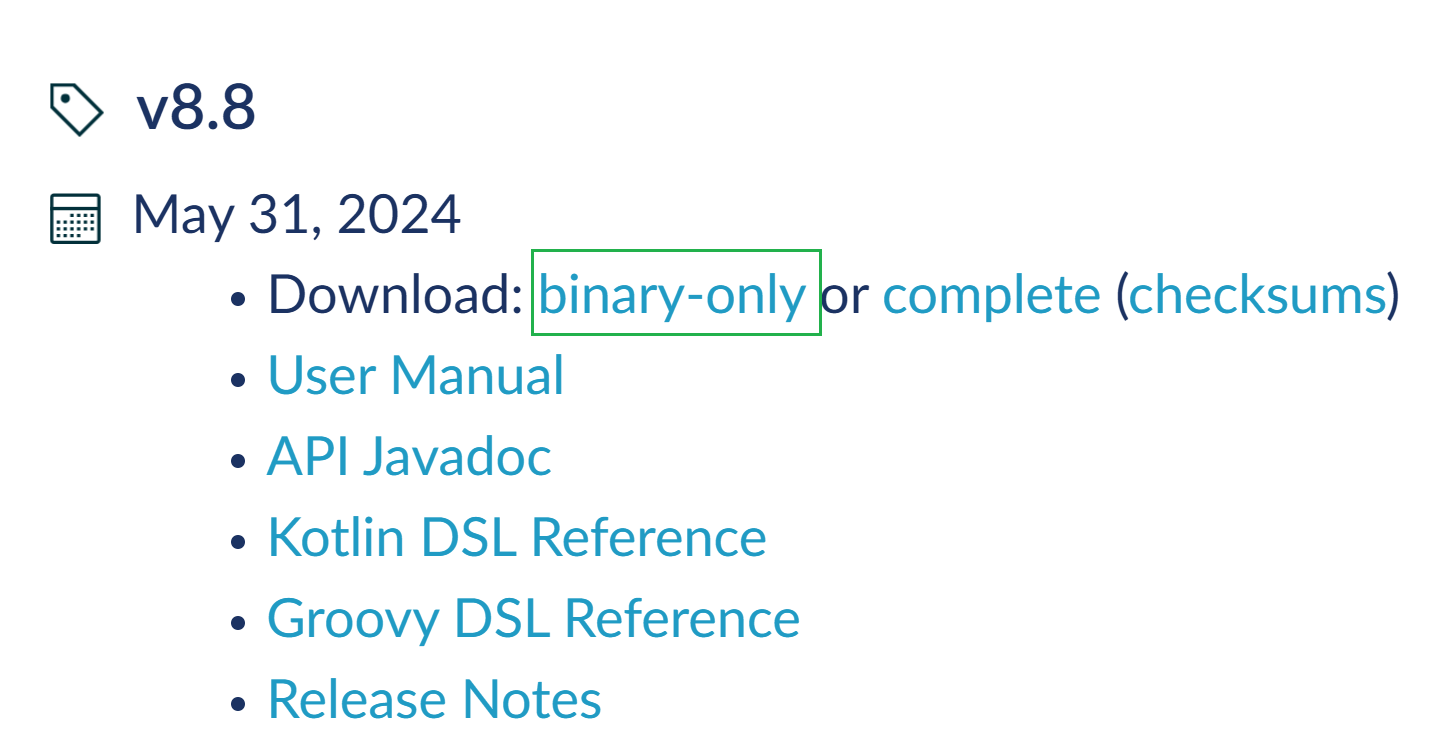 v8.8
May 31, 2024
• Download: binary-only or complete (checksums)
• User Manual
• API Javadoc
• Kotlin DSL Reference
• Groovy DSL Reference
• Release Notes